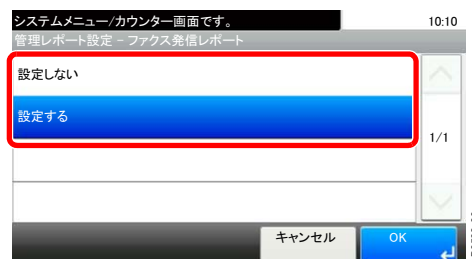 システムメニュー/カウンター画面です。
10:10
管理レポート設定 - ファクス発信レポート
設定しない
設定する
1/1
キャンセル
OK